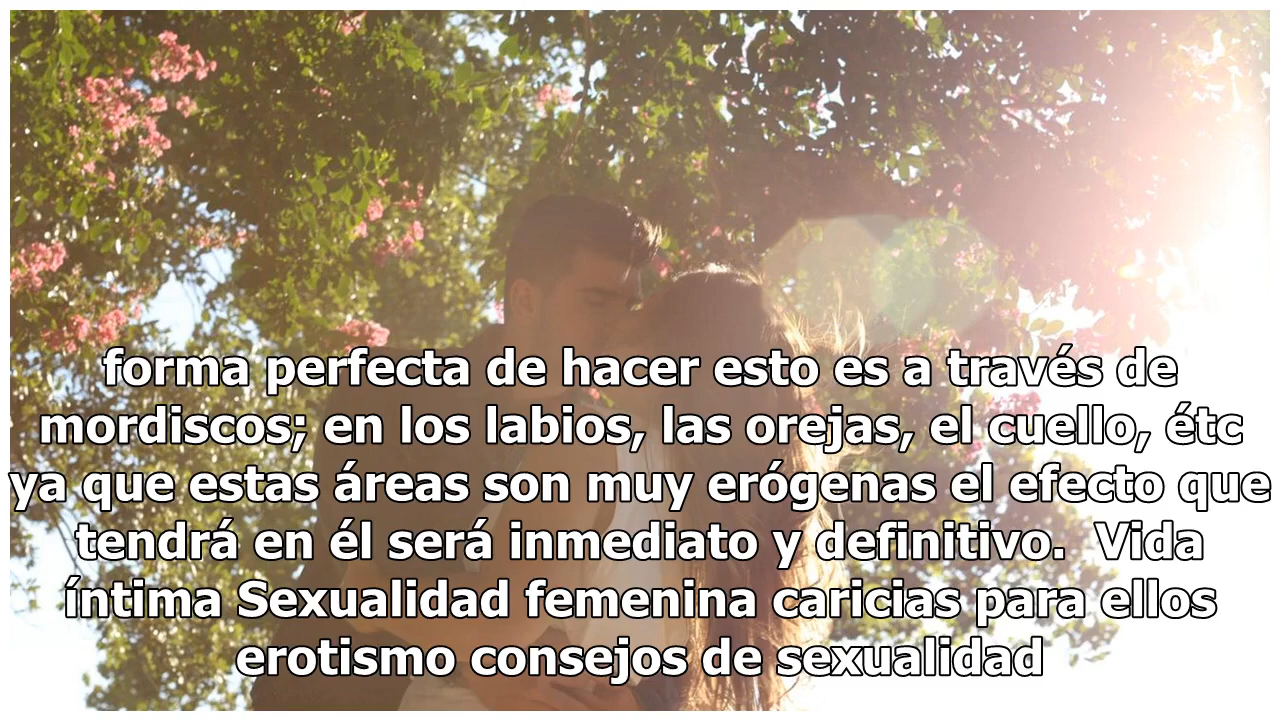 forma perfecta de hacer esto es a través de
mordiscos; en los labios, las orejas, el cuello, étc
ya que estas áreas son muy erógenas el efecto que
tendrá en él será inmediato y definitivo.  Vida
íntima Sexualidad femenina caricias para ellos
erotismo consejos de sexualidad